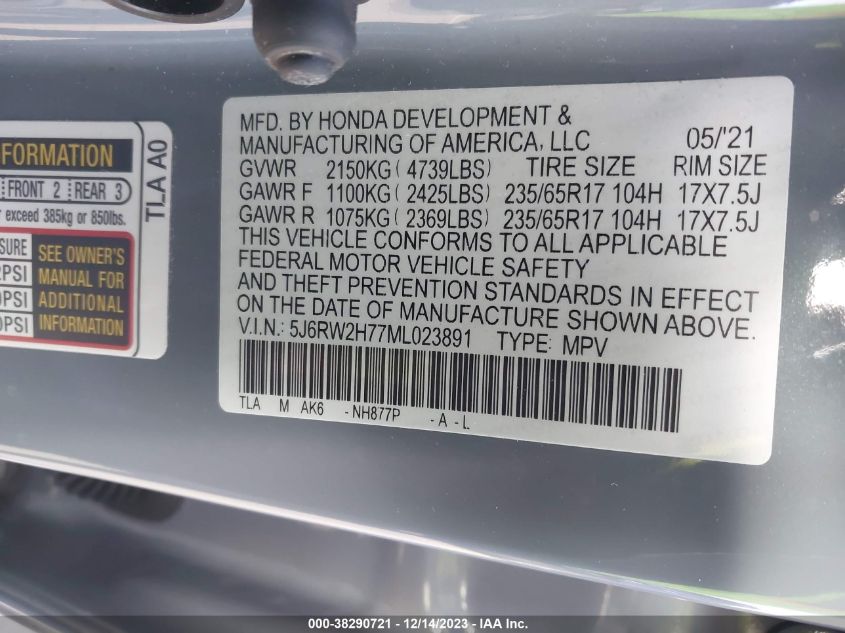 FORMATION
FRONT 2 REAR 3
exceed 385kg or 850lbs.
SEE OWNER'S
MANUAL FOR
ADDITIONAL
INFORMATION
PSI
PSI
TLA A0
MFD. BY HONDA DEVELOPMENT &
MANUFACTURING OF AMERICA, LLC 05/'21
GVWR 2150KG ( 4739LBS) TIRE SIZE RIM SIZE
GAWR F 1100KG ( 2425LBS) 235/65R17 104H 17X7.5J
GAWR R 1075KG ( 2369LBS) 235/65R17 104H 17X7.5J
THIS VEHICLE CONFORMS TO ALL APPLICABLE
FEDERAL MOTOR VEHICLE SAFETY
AND THEFT PREVENTION STANDARDS IN EFFECT
ON THE DATE OF MANUFACTURE SHOWN ABOVE.
V.I.N.: 5J6RW2H77ML023891 TYPE: MPV
TLA M AK6 -NH877P -A-L
000-38290721 - 12/14/2023 - IAA Holdings, LLC.